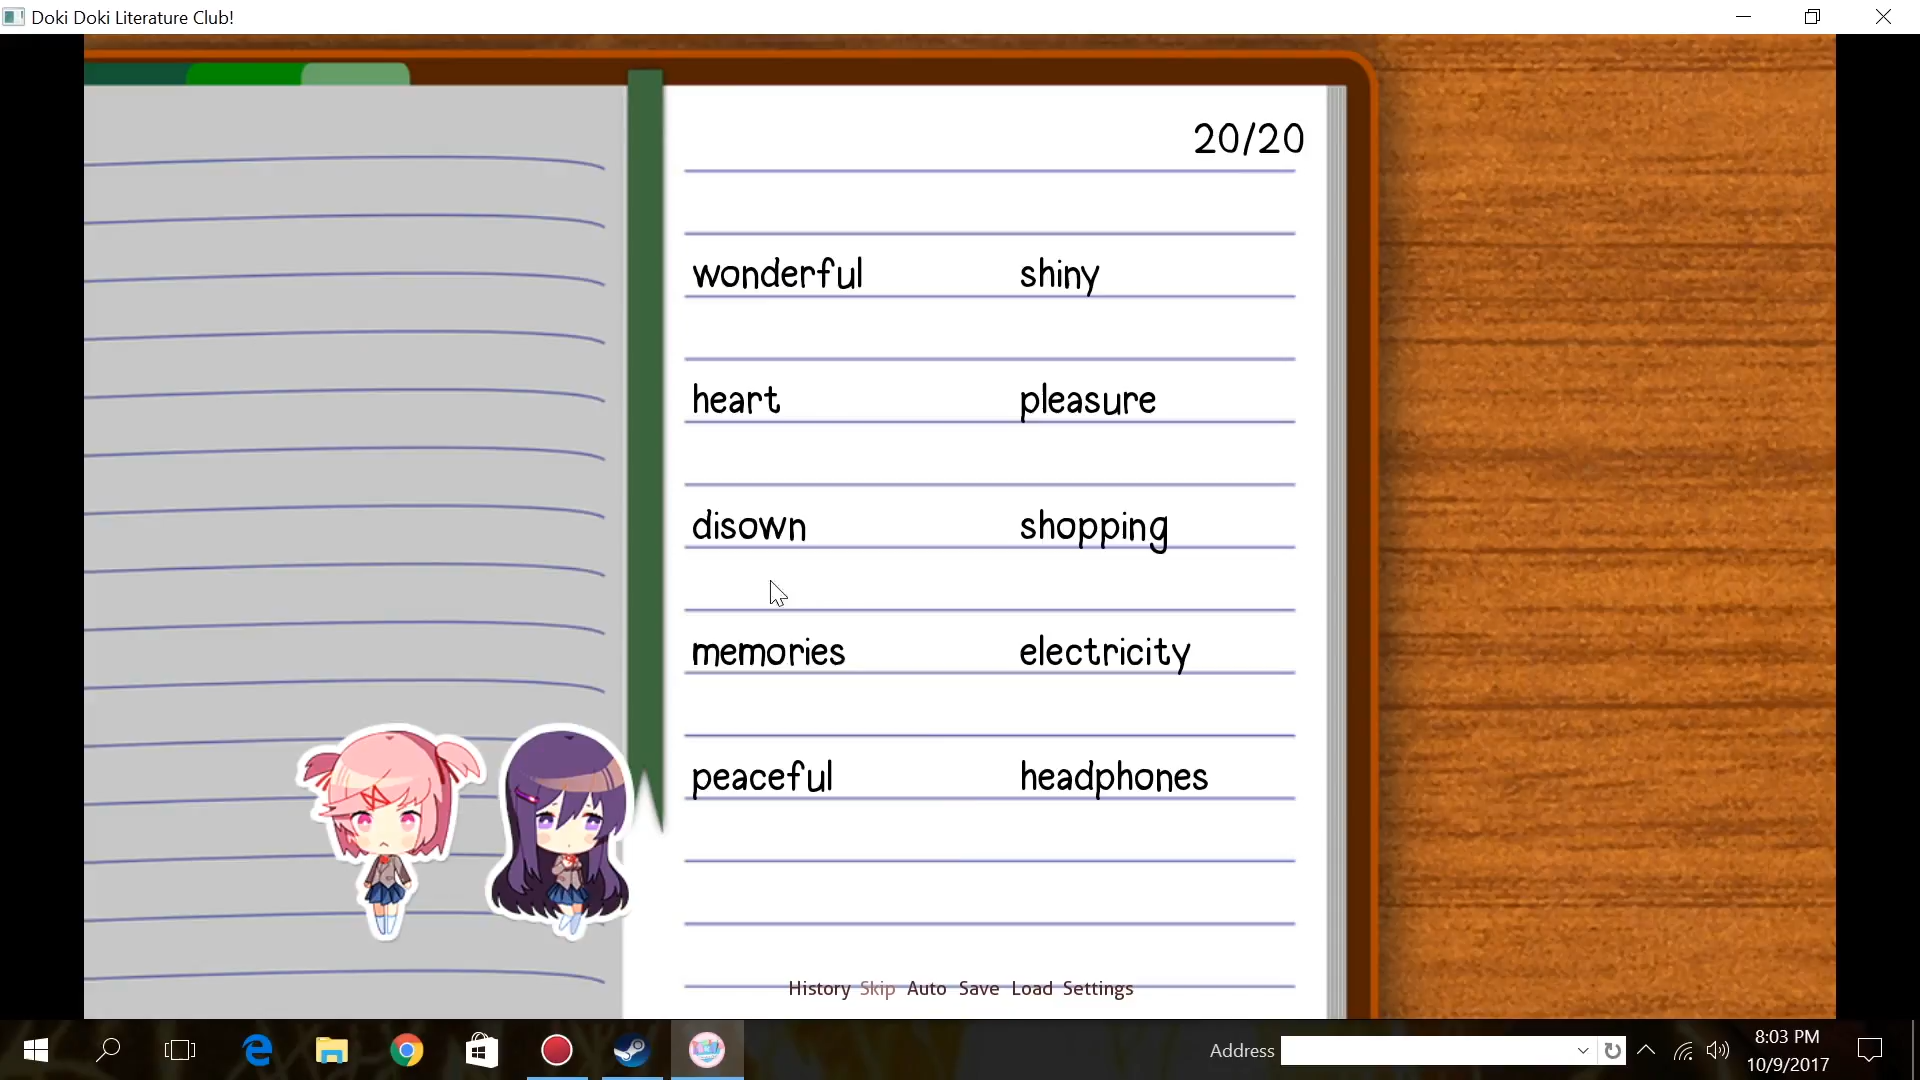 Doki Doki Literature Club!
20/20
wonderful shiny
heart pleasure
disown shopping
memories electricity
peaceful headphones
History Skip Auto Save Load Settings
Address
8:03 PM
10/9/2017